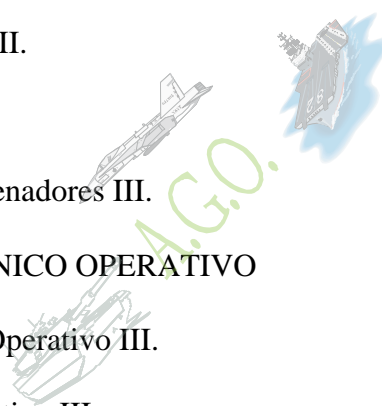 II.
enadores III.
A.G.O.
NICO OPERATIVO
Operativo III.